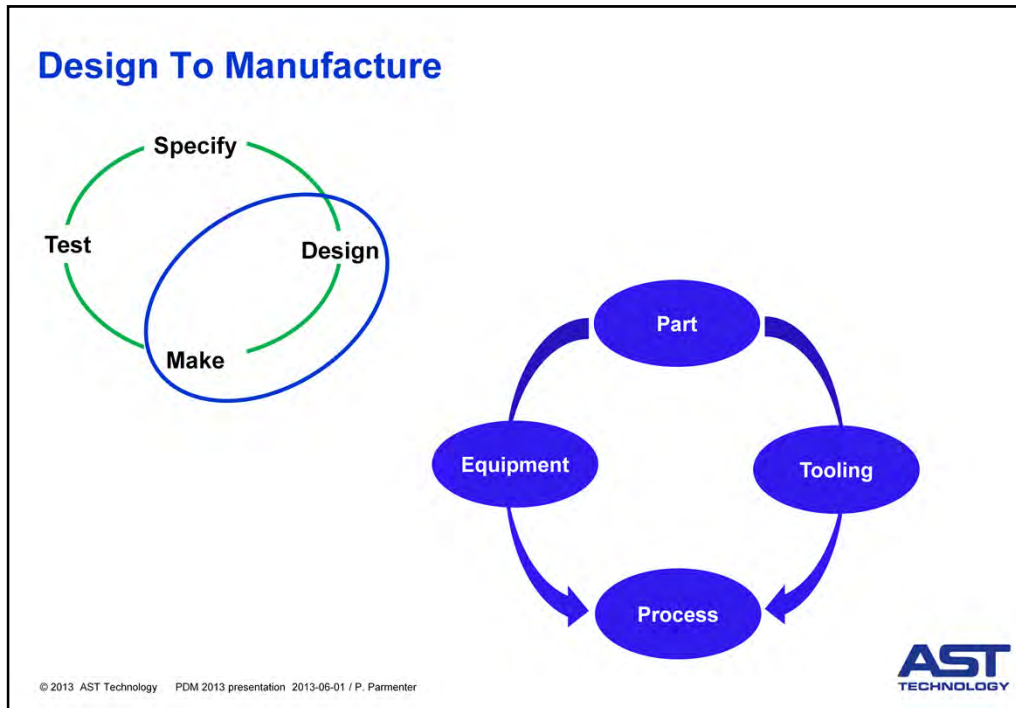 Design To Manufacture
Specify
Test
Design
Make
Part
Equipment
Tooling
Process
© 2013 AST Technology PDM 2013 presentation 2013-06-01 / P. Parmenter
AST
TECHNOLOGY